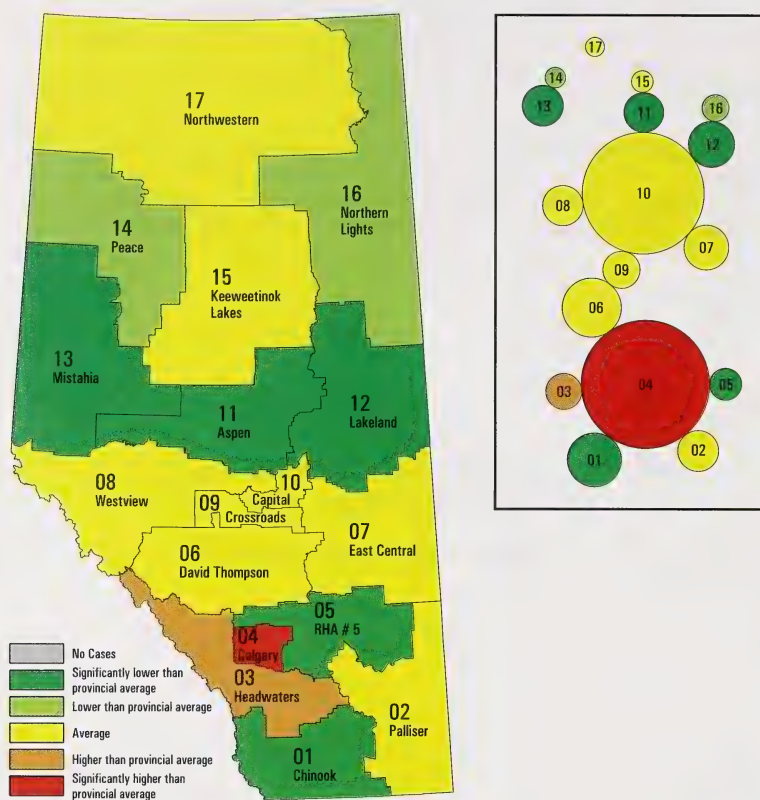 17
Northwestern
16
Northern
Lights
14
Peace
15
Keeweetinok
Lakes
13
Mistahia
11
Aspen
12
Lakeland
08
Westview
10
Capital
09
Crossroads
07
East Central
06
David Thompson
05
RHA # 5
04
Calgary
03
Headwaters
02
Palliser
01
Chinook
No Cases
Significantly lower than
provincial average
Lower than provincial average
Average
Higher than provincial average
Significantly higher than
provincial average
17
14
13
15
11
16
12
10
08
07
09
06
03
04
05
01
02